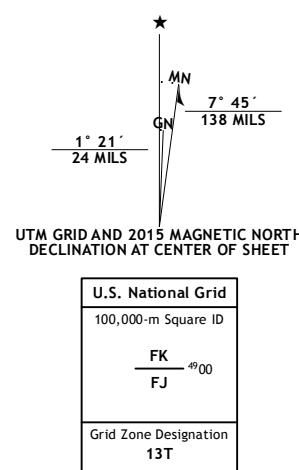 ★
MN
7° 45´
138 MILS
GN
1° 21´
24 MILS
UTM GRID AND 2015 MAGNETIC NORTH
DECLINATION AT CENTER OF SHEET
U.S. National Grid
100,000-m Square ID
FK
4900
FJ
Grid Zone Designation
13T